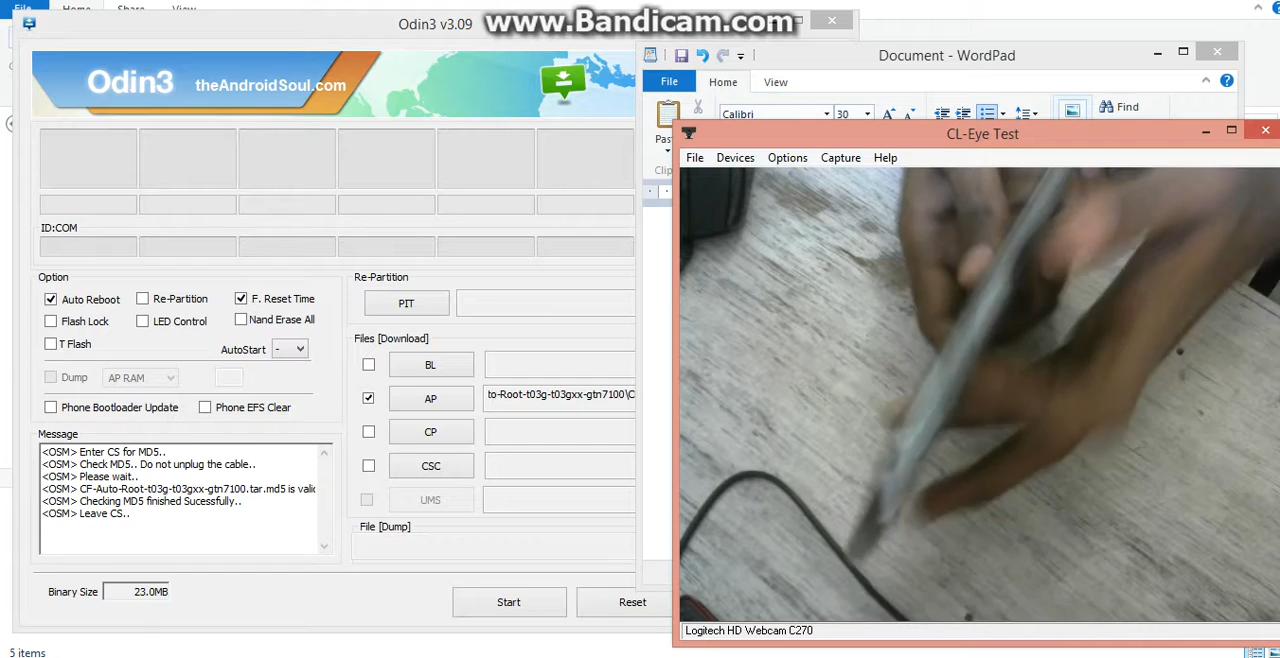 File
Home
Share
View
Odin3 v3.09
www.Bandicam.com
Odin3 theAndroidSoul.com
ID:COM
Option
Auto Reboot
Re-Partition
F. Reset Time
Flash Lock
LED Control
Nand Erase All
T Flash
AutoStart -
Dump
AP RAM
Phone Bootloader Update
Phone EFS Clear
Message
<OSM> Enter CS for MD5..
<OSM> Check MD5.. Do not unplug the cable..
<OSM> Please wait..
<OSM> CF-Auto-Root-t03g-t03gxx-gtn7100.tar.md5 is valid
<OSM> Checking MD5 finished Sucessfully..
<OSM> Leave CS..
Binary Size
23.0MB
Re-Partition
PIT
Files [Download]
BL
AP
to-Root-t03g-t03gxx-gtn7100\C
CP
CSC
UMS
File [Dump]
Start
Reset
5 items
Document - WordPad
File
Home
View
Calibri
30
Find
CL-Eye Test
File
Devices
Options
Capture
Help
Logitech HD Webcam C270